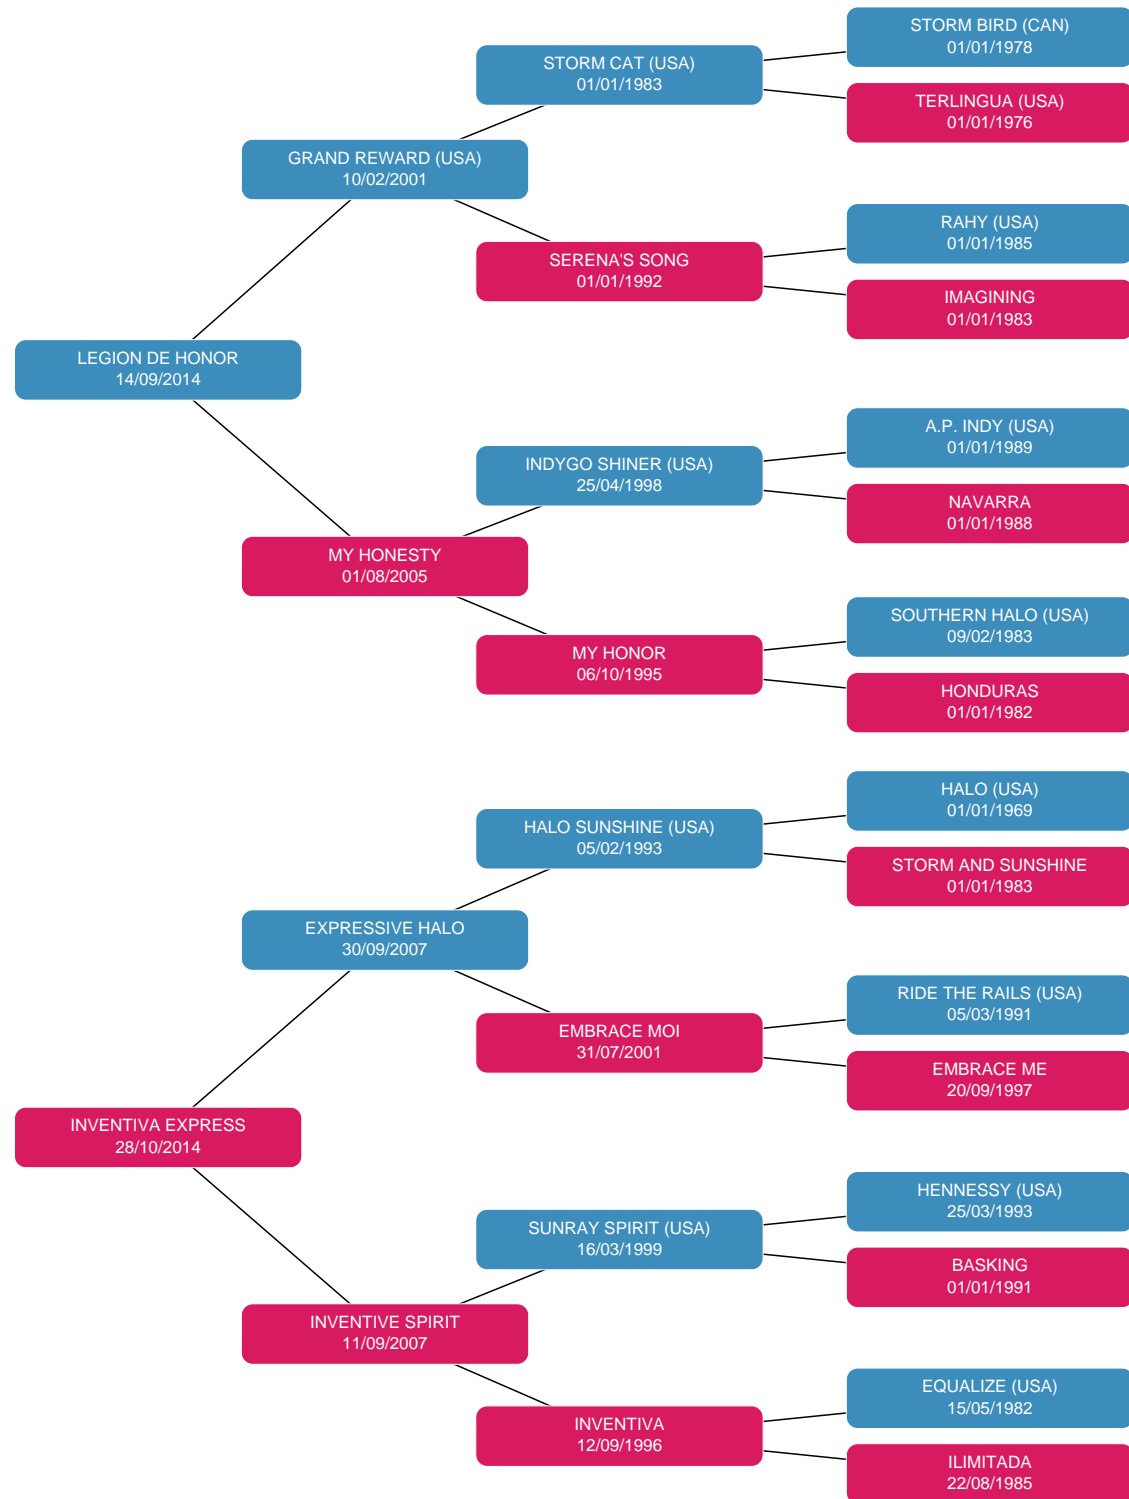 STORM BIRD (CAN)
01/01/1978
STORM CAT (USA)
01/01/1983
TERLINGUA (USA)
01/01/1976
GRAND REWARD (USA)
10/02/2001
RAHY (USA)
01/01/1985
SERENA'S SONG
01/01/1992
IMAGINING
01/01/1983
LEGION DE HONOR
14/09/2014
A.P. INDY (USA)
01/01/1989
INDYGO SHINER (USA)
25/04/1998
NAVARRA
01/01/1988
MY HONESTY
01/08/2005
SOUTHERN HALO (USA)
09/02/1983
MY HONOR
06/10/1995
HONDURAS
01/01/1982
HALO (USA)
01/01/1969
HALO SUNSHINE (USA)
05/02/1993
STORM AND SUNSHINE
01/01/1983
EXPRESSIVE HALO
30/09/2007
RIDE THE RAILS (USA)
05/03/1991
EMBRACE MOI
31/07/2001
EMBRACE ME
20/09/1997
INVENTIVA EXPRESS
28/10/2014
HENNESSY (USA)
25/03/1993
SUNRAY SPIRIT (USA)
16/03/1999
BASKING
01/01/1991
INVENTIVE SPIRIT
11/09/2007
EQUALIZE (USA)
15/05/1982
INVENTIVA
12/09/1996
ILIMITADA
22/08/1985